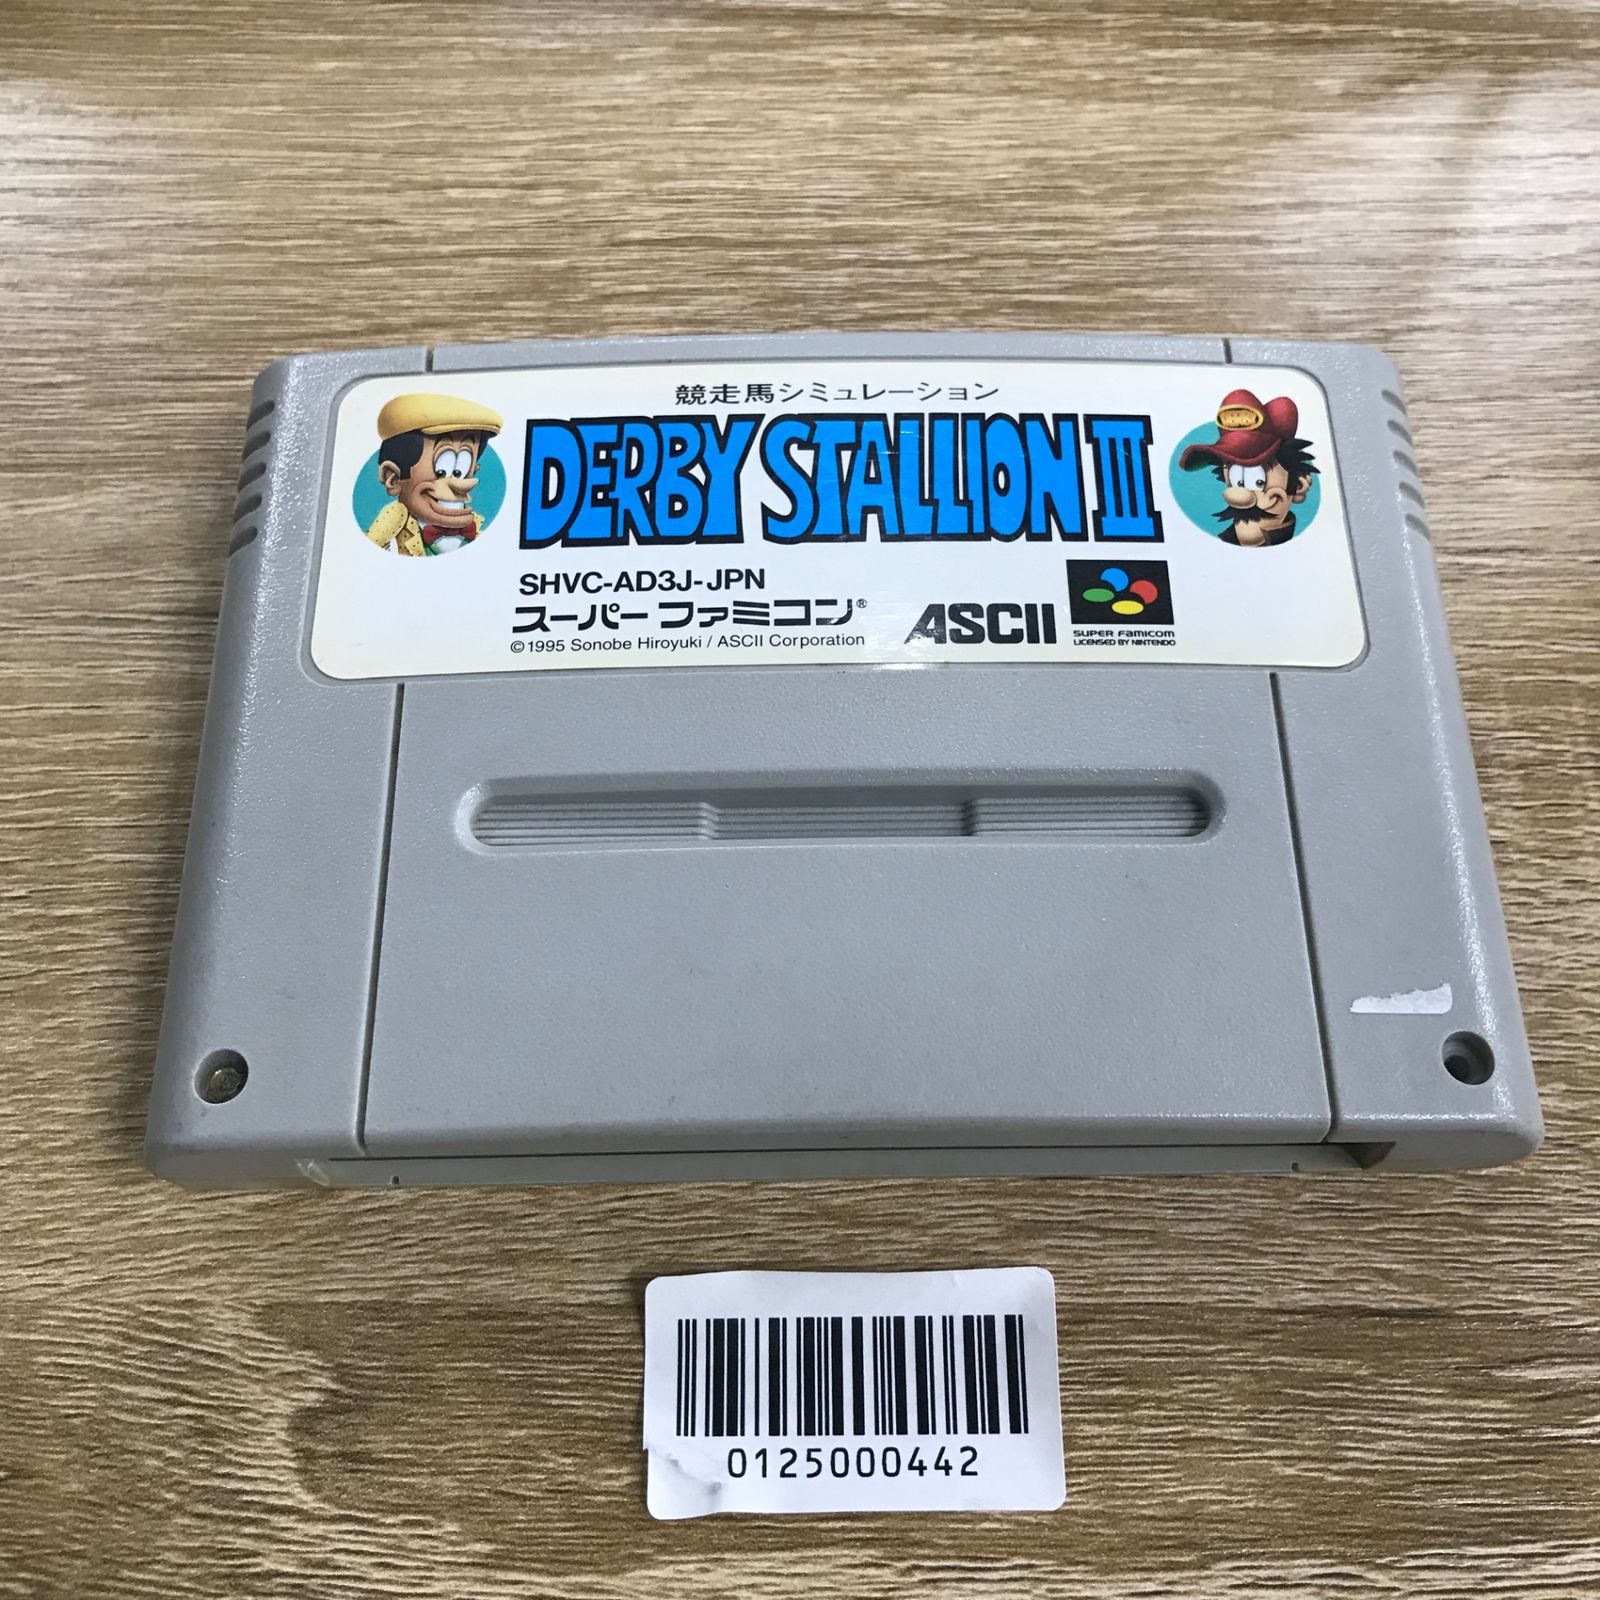 競走馬シミュレーション
DERBY STALLION III
SHVC-AD3J-JPN
スーパーファミコン®
©1995 Sonobe Hiroyuki / ASCII Corporation
ASCII
SUPER FAMICOM
LICENSED BY NINTENDO
0125000442